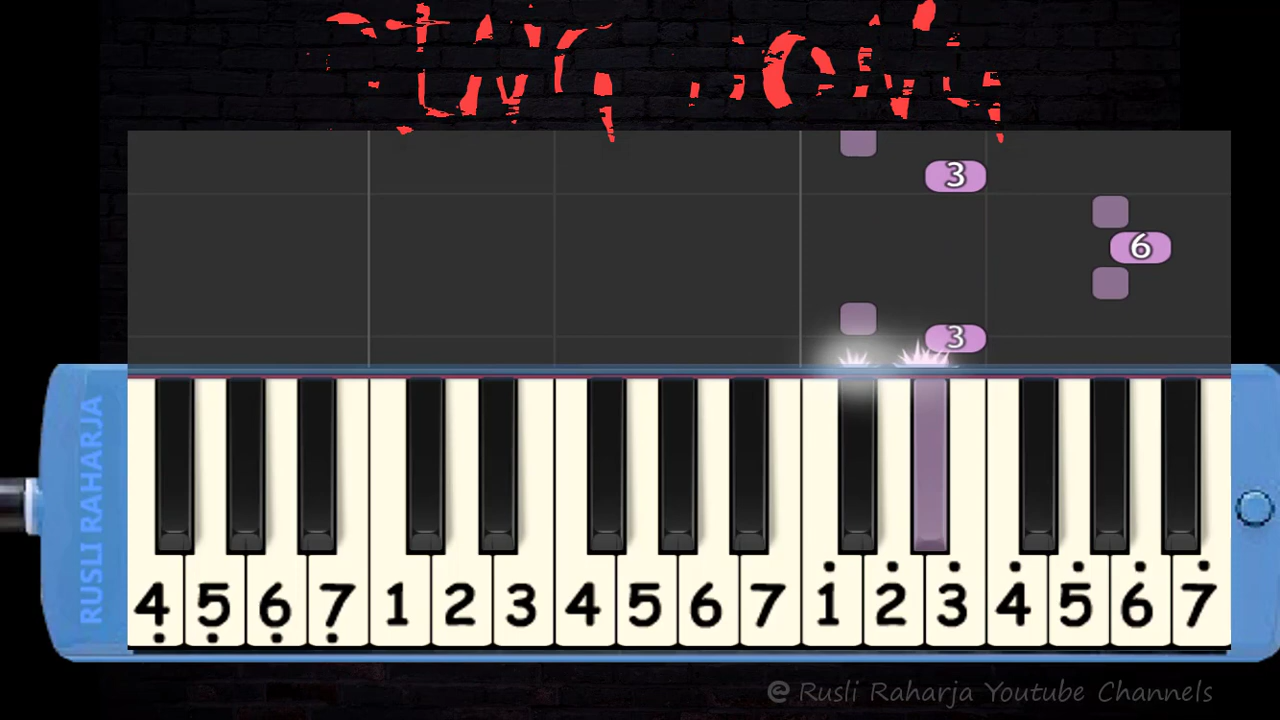 3
6
3
RUSLI RAHARJA
4 5 6 7 1 2 3 4 5 6 7 1 2 3 4 5 6 7
@ Rusli Raharja Youtube Channels